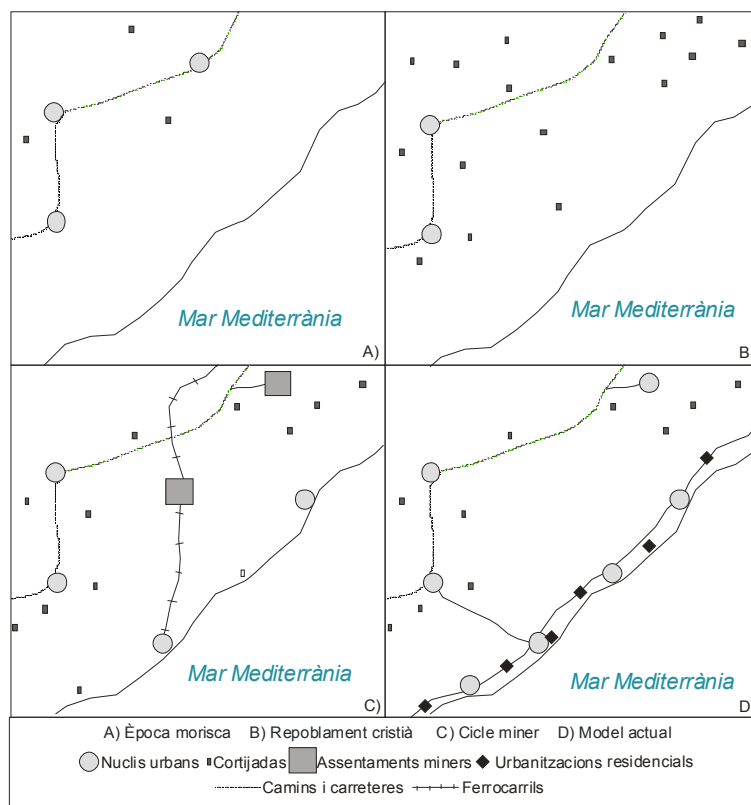 Mar Mediterrània
A)
Mar Mediterrània
B
Mar Mediterrània
C)
Mar Mediterrània
D)
A) Època morisca B) Repoblament cristià C) Cicle miner D) Model actual
Nuclis urbans Cortijadas Assentaments miners Urbanitzacions residencials
Camins i carreteres Ferrocarrils